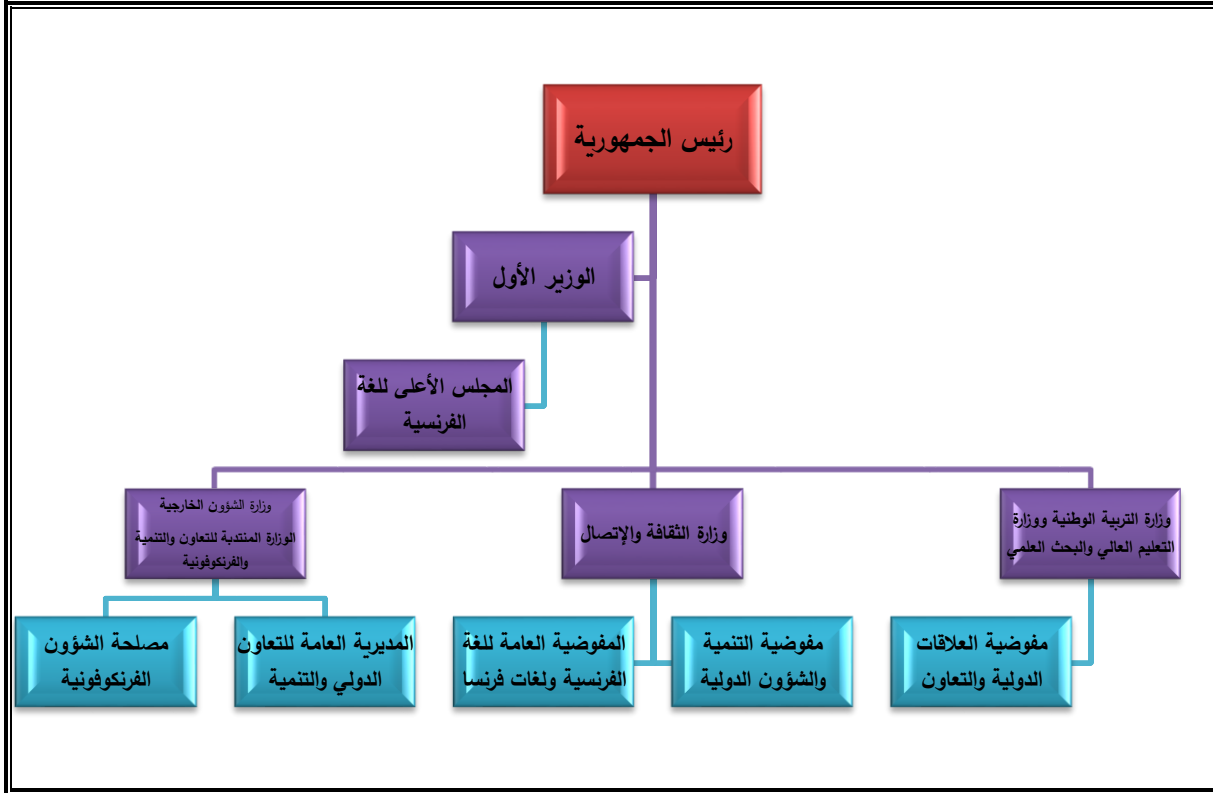 رئيس الجمهورية
الوزير الأول
المجلس الأعلى للغة
الفرنسية
وزارة التربية الوطنية ووزارة
التعليم العالي والبحث العلمي
وزارة الثقافة والإتصال
وزارة الشؤون الخارجية
الوزارة المنتدبة للتعاون والتنمية
والفرنكوفونية
مفوضية العلاقات
الدولية والتعاون
مفوضية التنمية
والشؤون الدولية
المفوضية العامة للغة
الفرنسية ولغات فرنسا
المديرية العامة للتعاون
الدولي والتنمية
مصلحة الشؤون
الفرنكوفونية